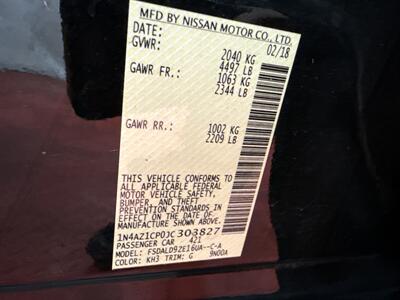 MFD BY NISSAN MOTOR CO., LTD.
DATE: 02/18
GVWR: 2040 KG
4497 LB
GAWR FR.: 1063 KG
2344 LB
GAWR RR.: 1002 KG
2209 LB
THIS VEHICLE CONFORMS TO ALL
APPLICABLE FEDERAL
MOTOR VEHICLE SAFETY,
BUMPER, AND THEFT
PREVENTION STANDARDS IN
EFFECT ON THE DATE OF
MANUFACTURE SHOWN ABOVE.
1N4AZ1CP0JC303827
PASSENGER CAR 421
MODEL: FSDALD9ZE16UA--C-A
COLOR: KH3 TRIM: G 9N00A